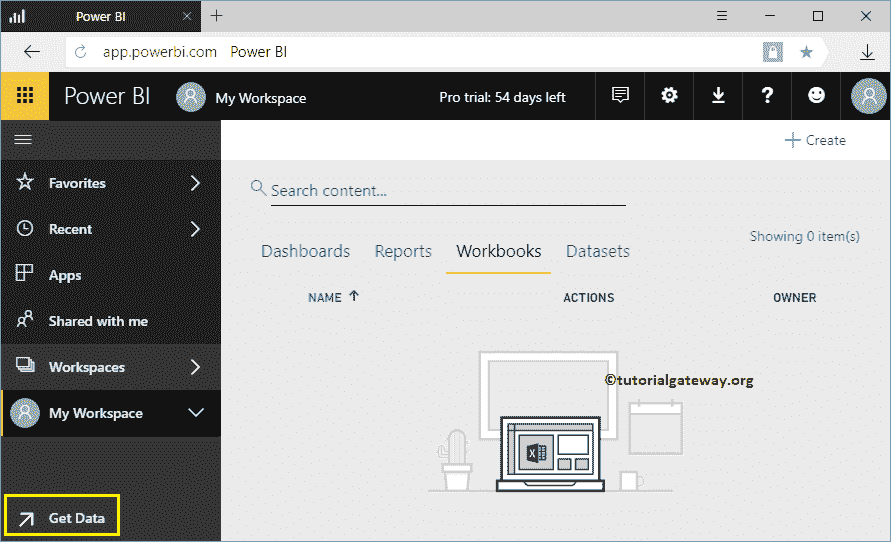 Power BI
app.powerbi.com Power BI
Power BI My Workspace Pro trial: 54 days left ?
Create
Favorites
Search content...
Recent
Showing 0 item(s)
Dashboards Reports Workbooks Datasets
Apps
NAME ACTIONS OWNER
Shared with me
Workspaces
©tutorialgateway.org
My Workspace
Get Data